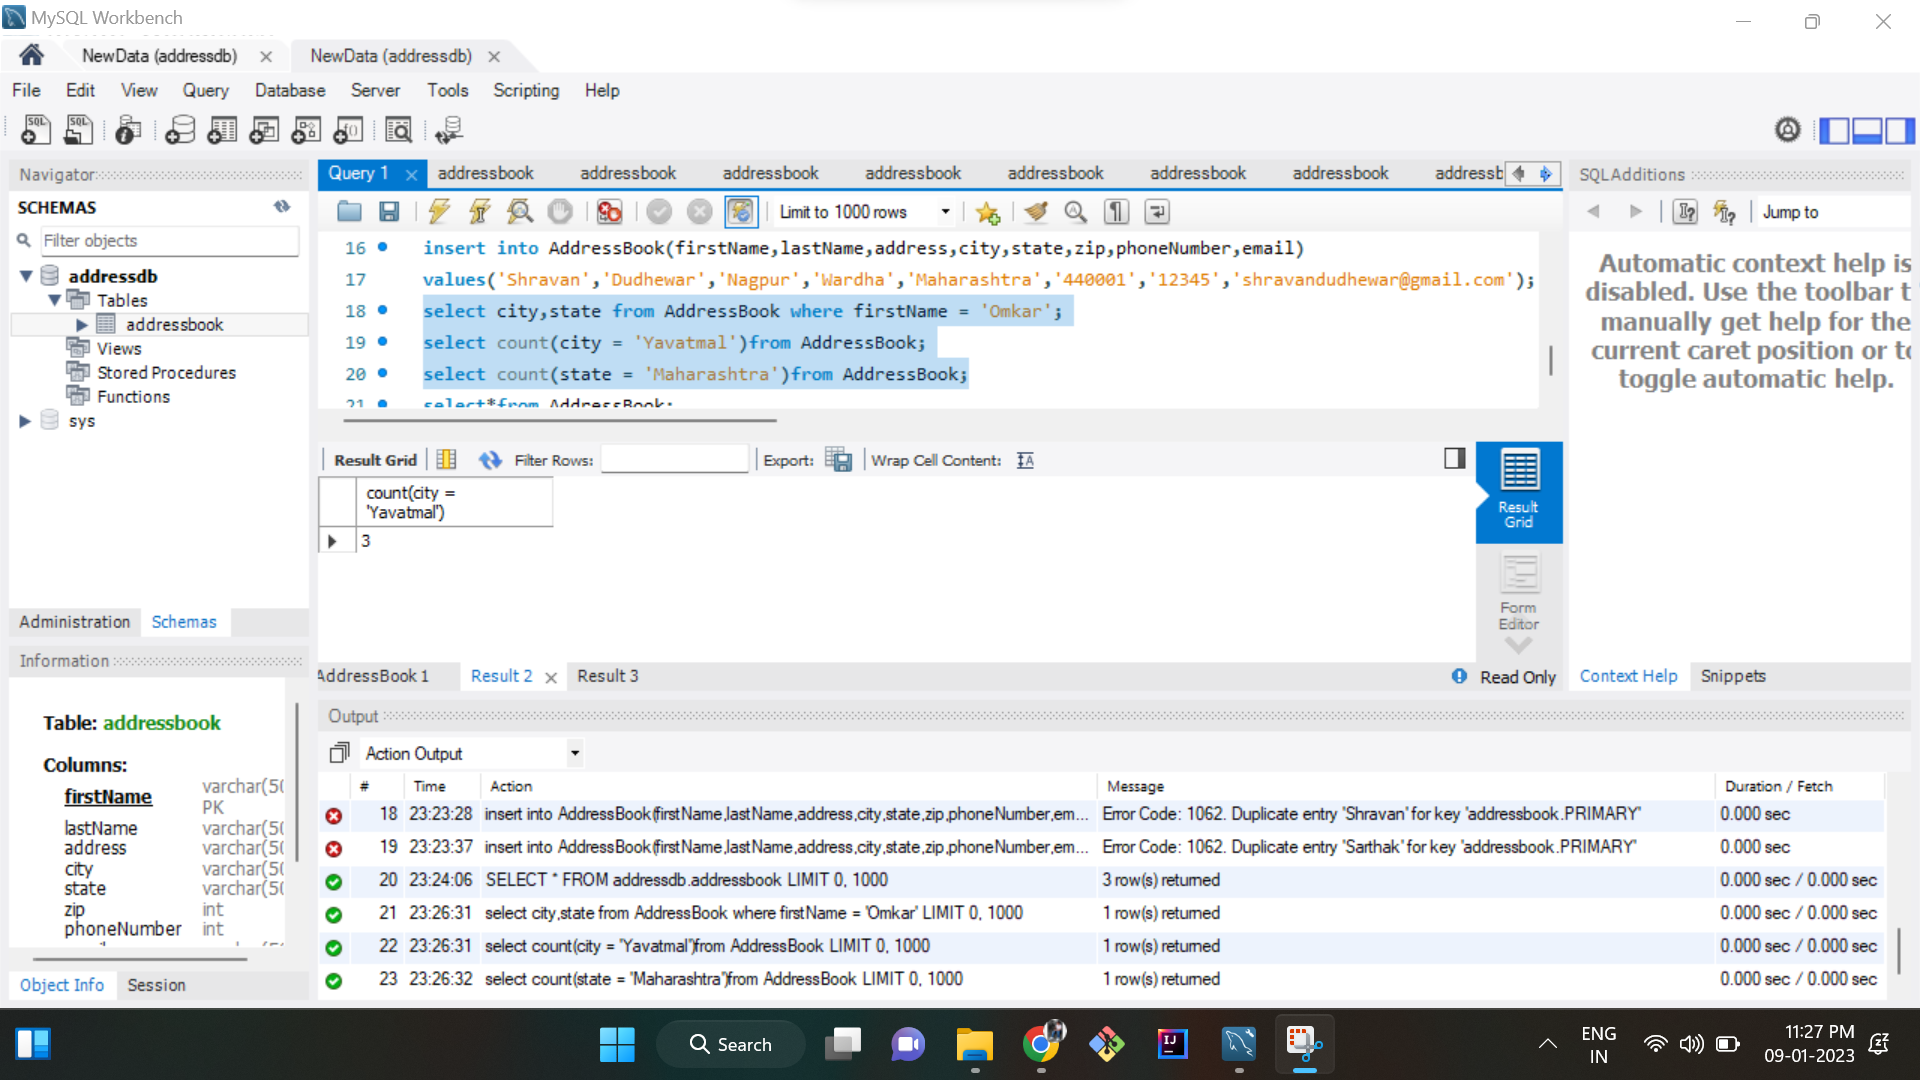 MySQL Workbench
NewData (addressdb)
NewData (addressdb)
File Edit View Query Database Server Tools Scripting Help
Navigator
SCHEMAS
Filter objects
addressdb
Tables
addressbook
Views
Stored Procedures
Functions
sys
Administration Schemas
Information
Table: addressbook
Columns:
firstName varchar(50
PK
lastName varchar(50
address varchar(50
city varchar(50
state varchar(50
zip int
phoneNumber int
Object Info Session
Query 1 addressbook addressbook addressbook addressbook addressbook addressbook addressbook addressb
Limit to 1000 rows
16 insert into AddressBook(firstName,lastName,address,city,state,zip,phoneNumber,email)
17 values('Shravan','Dudhewar','Nagpur','Wardha','Maharashtra','440001','12345','shravandudhewar@gmail.com');
18 select city,state from AddressBook where firstName = 'Omkar';
19 select count(city = 'Yavatmal')from AddressBook;
20 select count(state = 'Maharashtra')from AddressBook;
21 select*from AddressBook;
Result Grid Filter Rows: Export: Wrap Cell Content:
count(city =
'Yavatmal')
3
Result
Grid
Form
Editor
AddressBook 1 Result 2 Result 3
Read Only
SQLAdditions
Jump to
Automatic context help is
disabled. Use the toolbar t
manually get help for the
current caret position or to
toggle automatic help.
Context Help Snippets
Output
Action Output
# Time Action Message Duration / Fetch
18 23:23:28 insert into AddressBook(firstName,lastName,address,city,state,zip,phoneNumber,em... Error Code: 1062. Duplicate entry 'Shravan' for key 'addressbook.PRIMARY' 0.000 sec
19 23:23:37 insert into AddressBook(firstName,lastName,address,city,state,zip,phoneNumber,em... Error Code: 1062. Duplicate entry 'Sarthak' for key 'addressbook.PRIMARY' 0.000 sec
20 23:24:06 SELECT * FROM addressdb.addressbook LIMIT 0, 1000 3 row(s) returned 0.000 sec / 0.000 sec
21 23:26:31 select city,state from AddressBook where firstName = 'Omkar' LIMIT 0, 1000 1 row(s) returned 0.000 sec / 0.000 sec
22 23:26:31 select count(city = 'Yavatmal')from AddressBook LIMIT 0, 1000 1 row(s) returned 0.000 sec / 0.000 sec
23 23:26:32 select count(state = 'Maharashtra')from AddressBook LIMIT 0, 1000 1 row(s) returned 0.000 sec / 0.000 sec
Search
ENG
IN
11:27 PM
09-01-2023